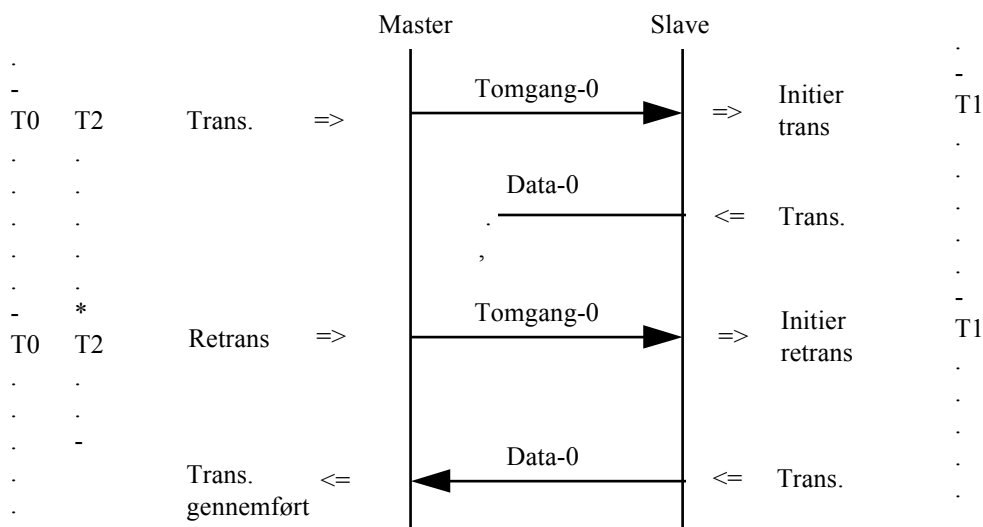 Master Slave
Tomgang-0
- -
T0 T2 Trans. => => Initier T1
trans
Data-0
<= Trans.
- * -
Tomgang-0
T0 T2 Retrans => => Initier T1
retrans
-
Data-0
Trans. <= <= Trans.
gennemført